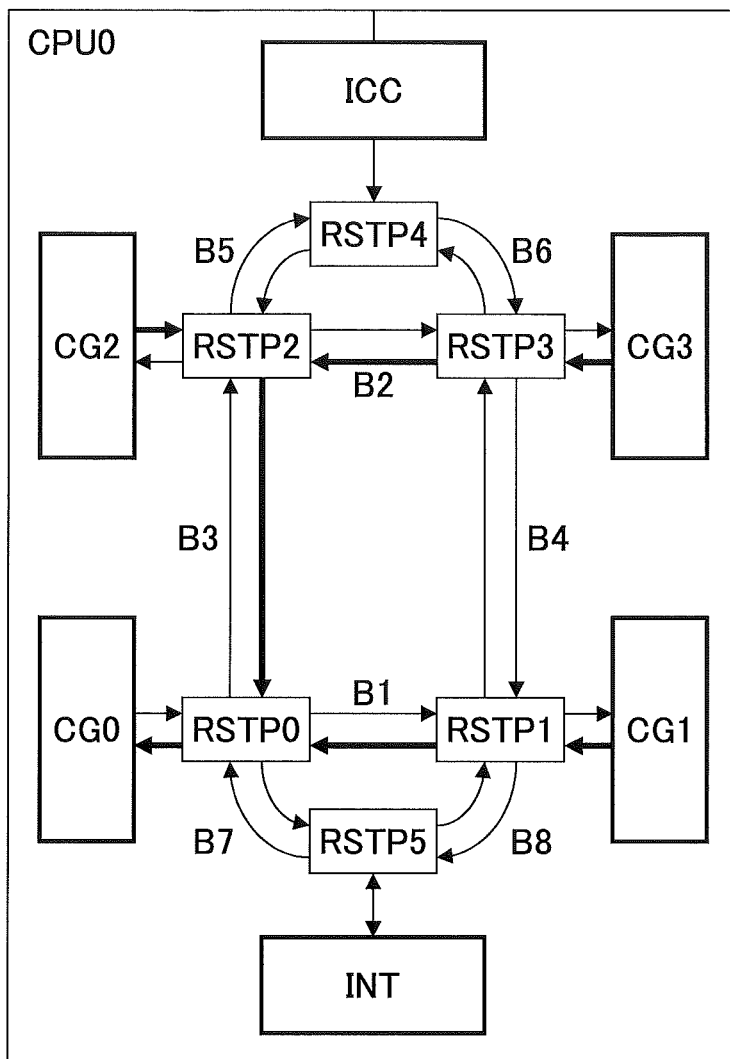 CPU0
ICC
RSTP4
B5
B6
CG2
RSTP2
RSTP3
CG3
B2
B3
B4
B1
CG0
RSTP0
RSTP1
CG1
B7
RSTP5
B8
INT